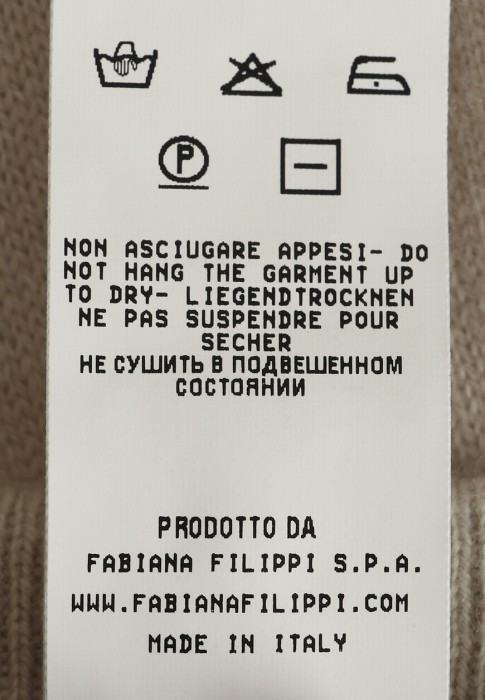 P
NON ASCIUGARE APPESI- DO
NOT HANG THE GARMENT UP
TO DRY- LIEGENDTROCKNEN
NE PAS SUSPENDRE POUR
SECHER
НЕ СУШИТЬ В ПОДВЕШЕННОМ
СОСТОЯНИИ
PRODOTTO DA
FABIANA FILIPPI S.P.A.
WWW.FABIANAFILIPPI.COM
MADE IN ITALY